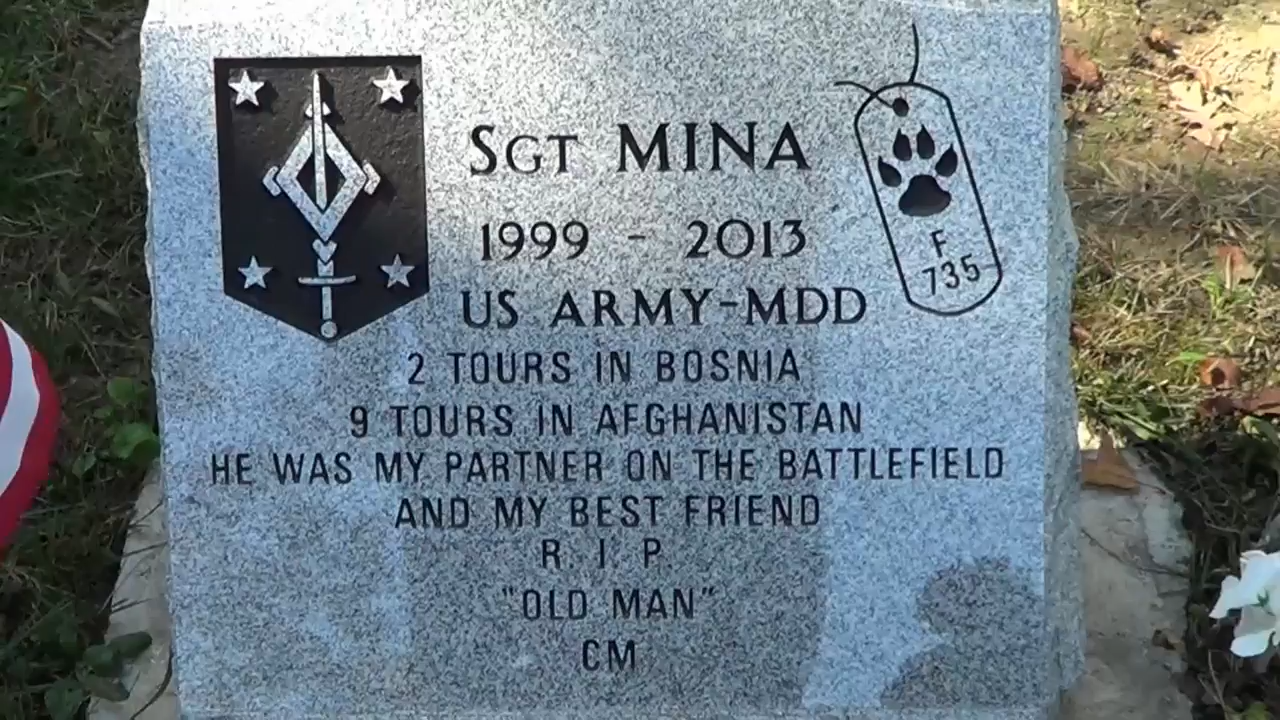 SGT MINA
1999 - 2013
US ARMY-MDD
F
735
2 TOURS IN BOSNIA
9 TOURS IN AFGHANISTAN
HE WAS MY PARTNER ON THE BATTLEFIELD
AND MY BEST FRIEND
R. I. P.
"OLD MAN"
CM